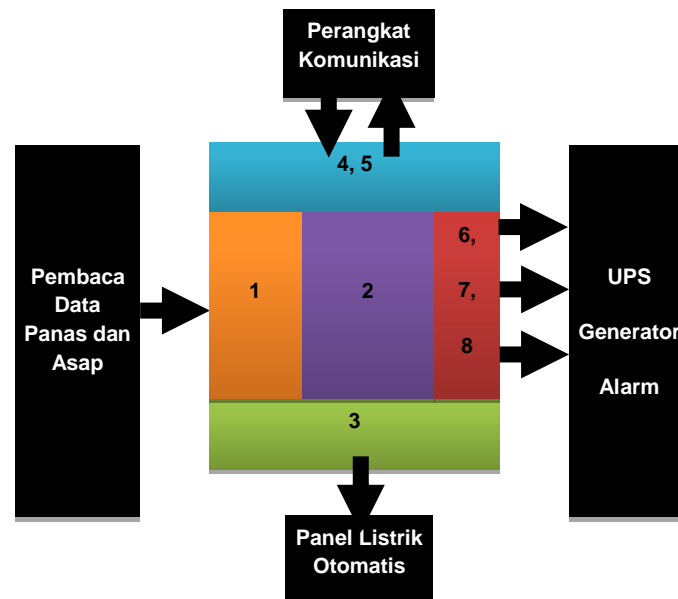 Perangkat
Komunikasi
4, 5
Pembaca
Data
Panas dan
Asap
1
2
6,
7,
8
UPS
Generator
Alarm
3
Panel Listrik
Otomatis